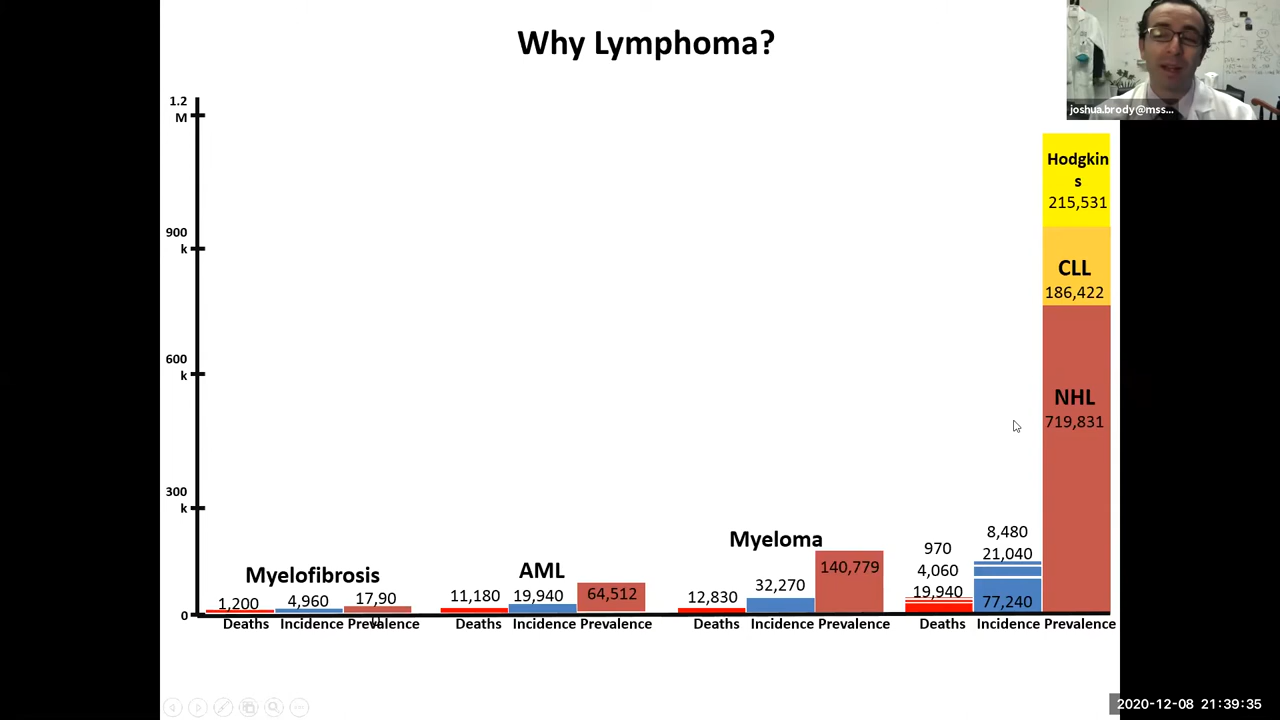 Why Lymphoma?
joshua.brody@mss...
1.2
M
900
k
600
k
300
k
0
Hodgkin
s
215,531
CLL
186,422
NHL
719,831
Myelofibrosis
1,200
4,960
17,90
Deaths Incidence Prevalence
AML
11,180
19,940
64,512
Deaths Incidence Prevalence
Myeloma
12,830
32,270
140,779
Deaths Incidence Prevalence
970
4,060
19,940
8,480
21,040
77,240
Deaths Incidence Prevalence
2020-12-08 21:39:35